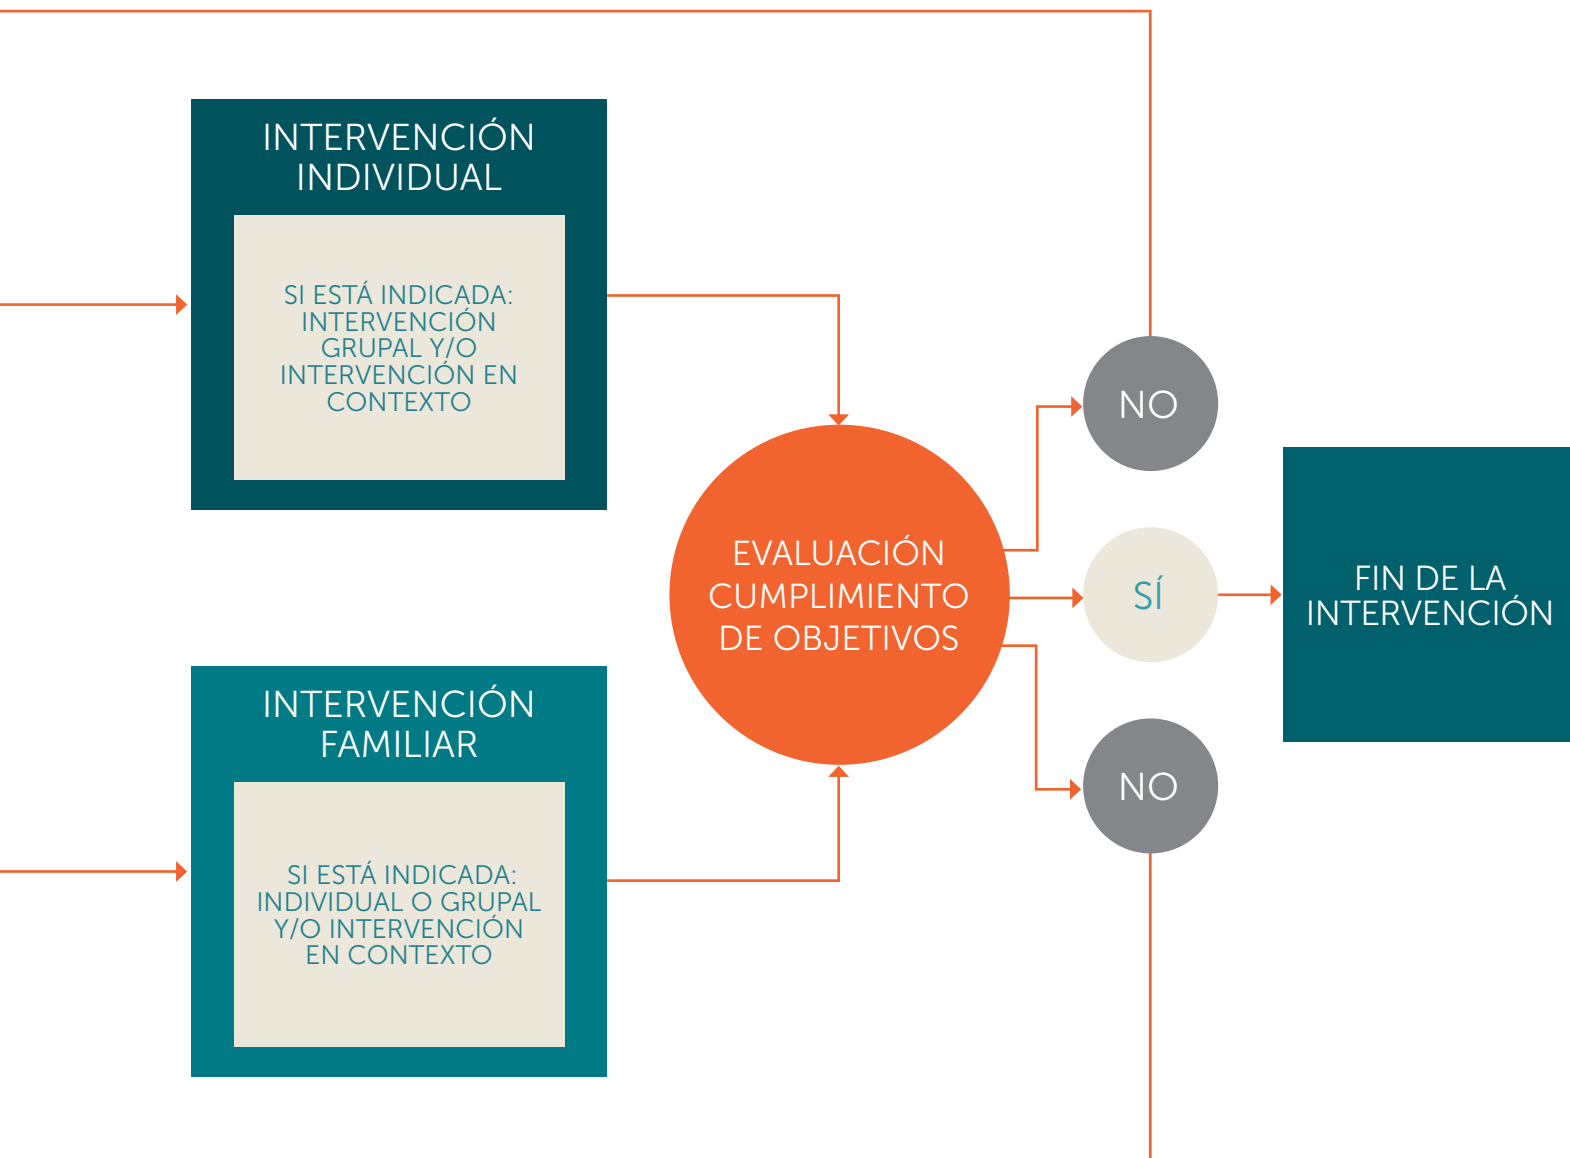 INTERVENCIÓN
INDIVIDUAL
SI ESTÁ INDICADA:
INTERVENCIÓN
GRUPAL Y/O
INTERVENCIÓN EN
CONTEXTO
INTERVENCIÓN
FAMILIAR
SI ESTÁ INDICADA:
INDIVIDUAL O GRUPAL
Y/O INTERVENCIÓN
EN CONTEXTO
EVALUACIÓN
CUMPLIMIENTO
DE OBJETIVOS
NO
SÍ
NO
FIN DE LA
INTERVENCIÓN